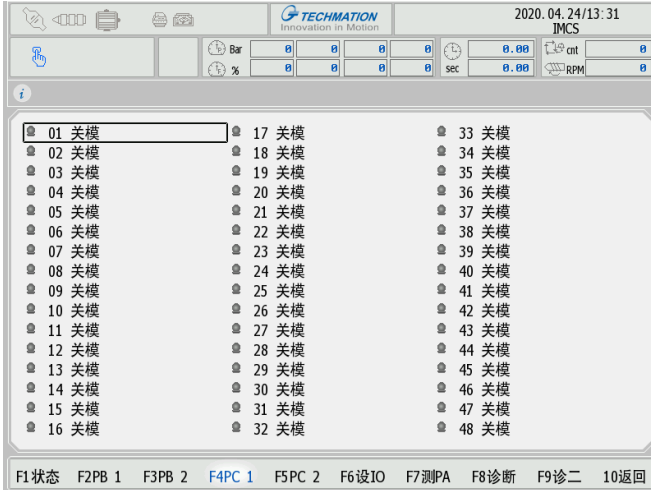 TECHMATION
Innovation in Motion
2020.04.24/13:31
IMCS
Bar 0 0 0 0 0.00 cnt 0
% 0 0 0 0 sec 0.00 RPM 0
01 关模 17 关模 33 关模
02 关模 18 关模 34 关模
03 关模 19 关模 35 关模
04 关模 20 关模 36 关模
05 关模 21 关模 37 关模
06 关模 22 关模 38 关模
07 关模 23 关模 39 关模
08 关模 24 关模 40 关模
09 关模 25 关模 41 关模
10 关模 26 关模 42 关模
11 关模 27 关模 43 关模
12 关模 28 关模 44 关模
13 关模 29 关模 45 关模
14 关模 30 关模 46 关模
15 关模 31 关模 47 关模
16 关模 32 关模 48 关模
F1状态 F2PB 1 F3PB 2 F4PC 1 F5PC 2 F6设IO F7测PA F8诊断 F9诊二 10返回